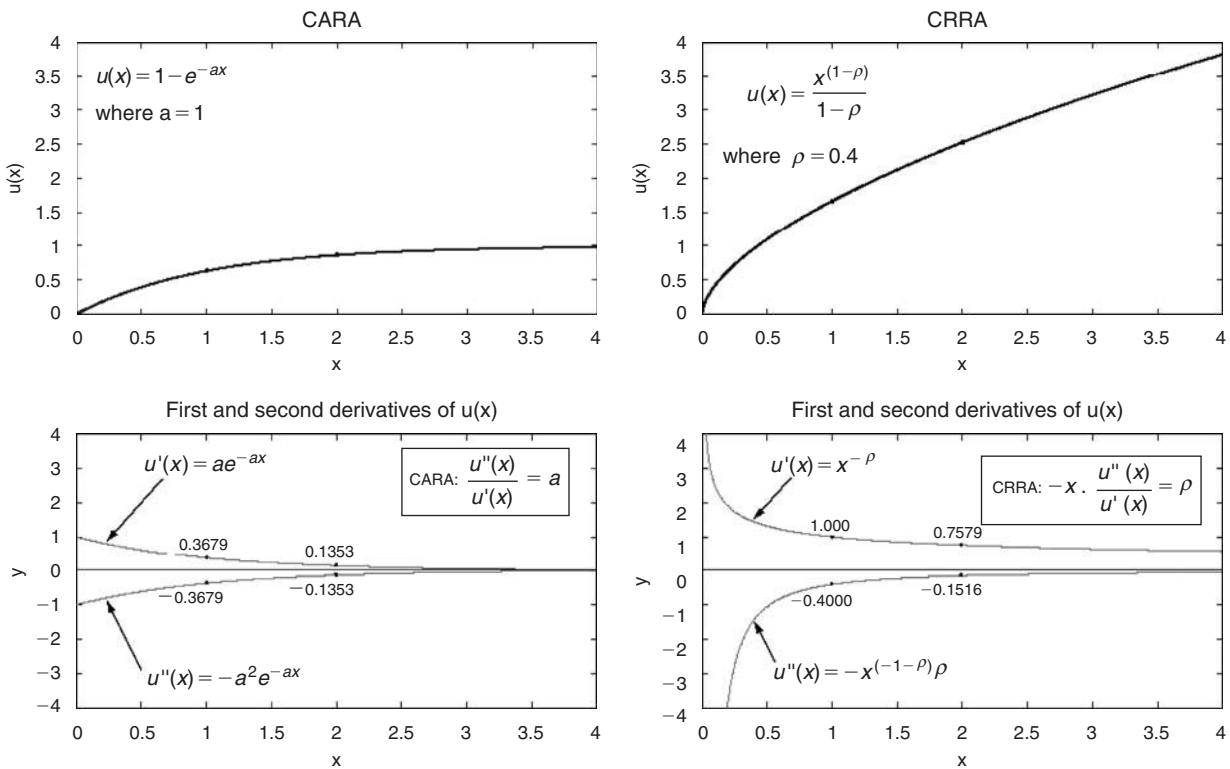 CARA
4
3.5
3
2.5
2
1.5
1
0.5
0
u(x)
u(x) = 1 − e^{−ax}
where a = 1
0 0.5 1 1.5 2 2.5 3 3.5 4
x
CRRA
4
3.5
3
2.5
2
1.5
1
0.5
0
u(x)
u(x) = x^{(1−ρ)} / 1 − ρ
where ρ = 0.4
0 0.5 1 1.5 2 2.5 3 3.5 4
x
First and second derivatives of u(x)
4
3
2
1
0
−1
−2
−3
−4
y
u'(x) = ae^{−ax}
CARA: u''(x) / u'(x) = a
0.3679
0.1353
−0.3679
−0.1353
u''(x) = −a²e^{−ax}
0 0.5 1 1.5 2 2.5 3 3.5 4
x
First and second derivatives of u(x)
4
3
2
1
0
−1
−2
−3
−4
y
u'(x) = x^{−ρ}
CRRA: −x . u''(x) / u'(x) = ρ
1.000
0.7579
−0.4000
−0.1516
u''(x) = −x^{(−1−ρ)}ρ
0 0.5 1 1.5 2 2.5 3 3.5 4
x